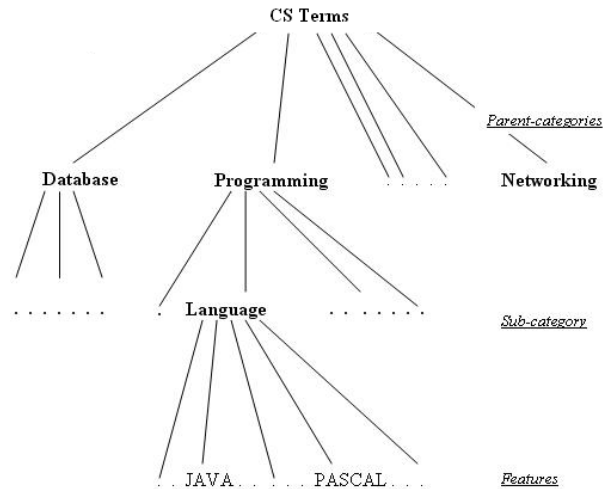 CS Terms
Parent-categories
Database Programming . . . . . Networking
. . . . . . . . Language . . . . . . .
Sub-category
. . JAVA . . . . . PASCAL . . .
Features